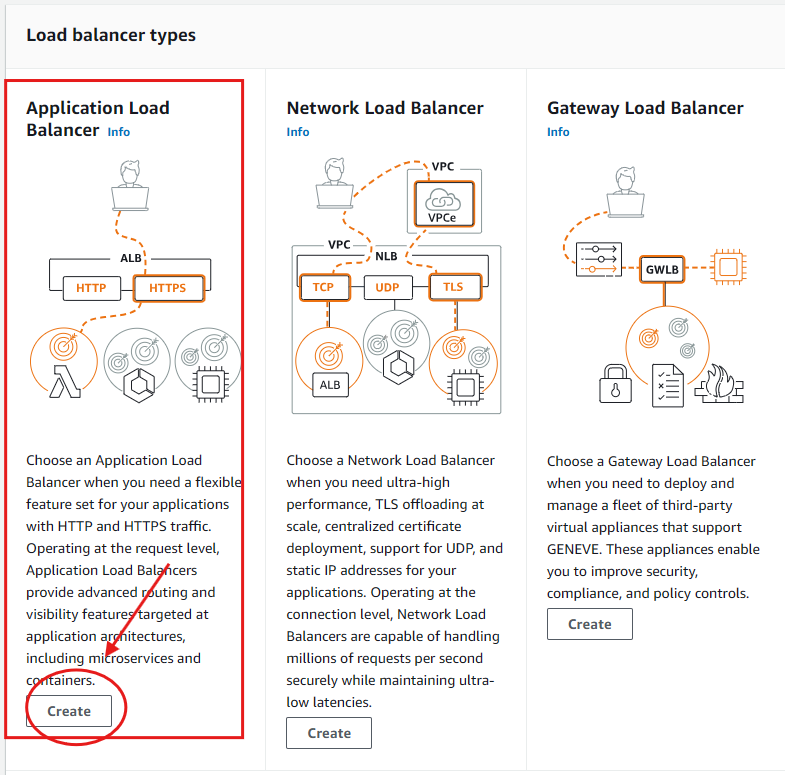 Load balancer types
Application Load
Balancer Info
ALB
HTTP
HTTPS
Choose an Application Load
Balancer when you need a flexible
feature set for your applications
with HTTP and HTTPS traffic.
Operating at the request level,
Application Load Balancers
provide advanced routing and
visibility features targeted at
application architectures,
including microservices and
containers.
Create
Network Load Balancer
Info
VPC
VPCe
VPC
NLB
TCP
UDP
TLS
ALB
Choose a Network Load Balancer
when you need ultra-high
performance, TLS offloading at
scale, centralized certificate
deployment, support for UDP, and
static IP addresses for your
applications. Operating at the
connection level, Network Load
Balancers are capable of handling
millions of requests per second
securely while maintaining ultra-
low latencies.
Create
Gateway Load Balancer
Info
GWLB
Choose a Gateway Load Balancer
when you need to deploy and
manage a fleet of third-party
virtual appliances that support
GENEVE. These appliances enable
you to improve security,
compliance, and policy controls.
Create